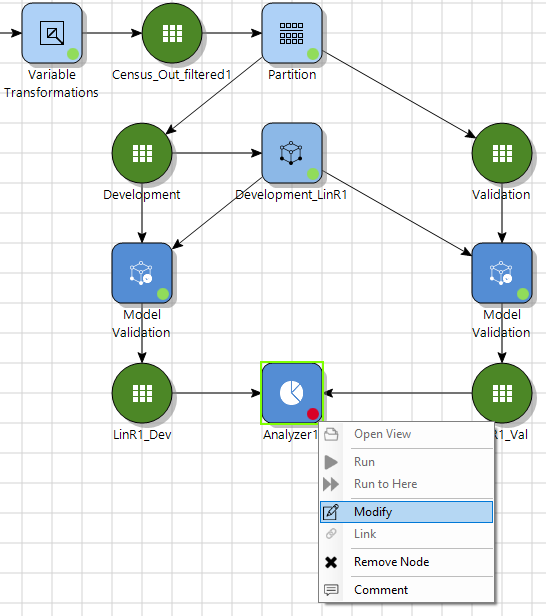 Variable
Transformations
Census_Out_filtered1
Partition
Development
Development_LinR1
Validation
Model
Validation
Model
Validation
LinR1_Dev
Analyzer1
R1_Val
Open View
Run
Run to Here
Modify
Link
Remove Node
Comment